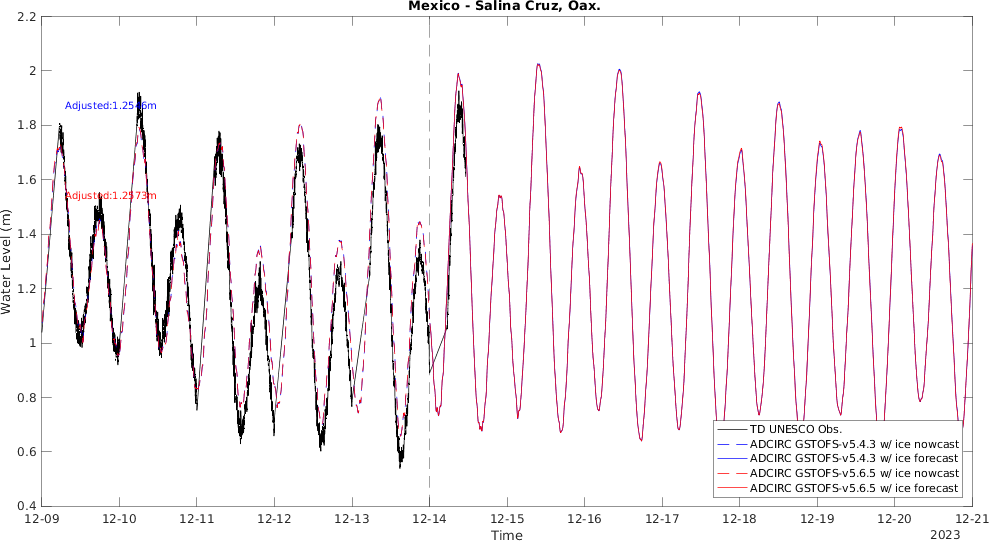 Mexico - Salina Cruz, Oax.
2.2
2
1.8
1.6
1.4
1.2
1
0.8
0.6
0.4
Water Level (m)
Adjusted:1.2546m
Adjusted:1.2573m
TD UNESCO Obs.
ADCIRC GSTOFS-v5.4.3 w/ ice nowcast
ADCIRC GSTOFS-v5.4.3 w/ ice forecast
ADCIRC GSTOFS-v5.6.5 w/ ice nowcast
ADCIRC GSTOFS-v5.6.5 w/ ice forecast
12-09 12-10 12-11 12-12 12-13 12-14 12-15 12-16 12-17 12-18 12-19 12-20 12-21
Time
2023